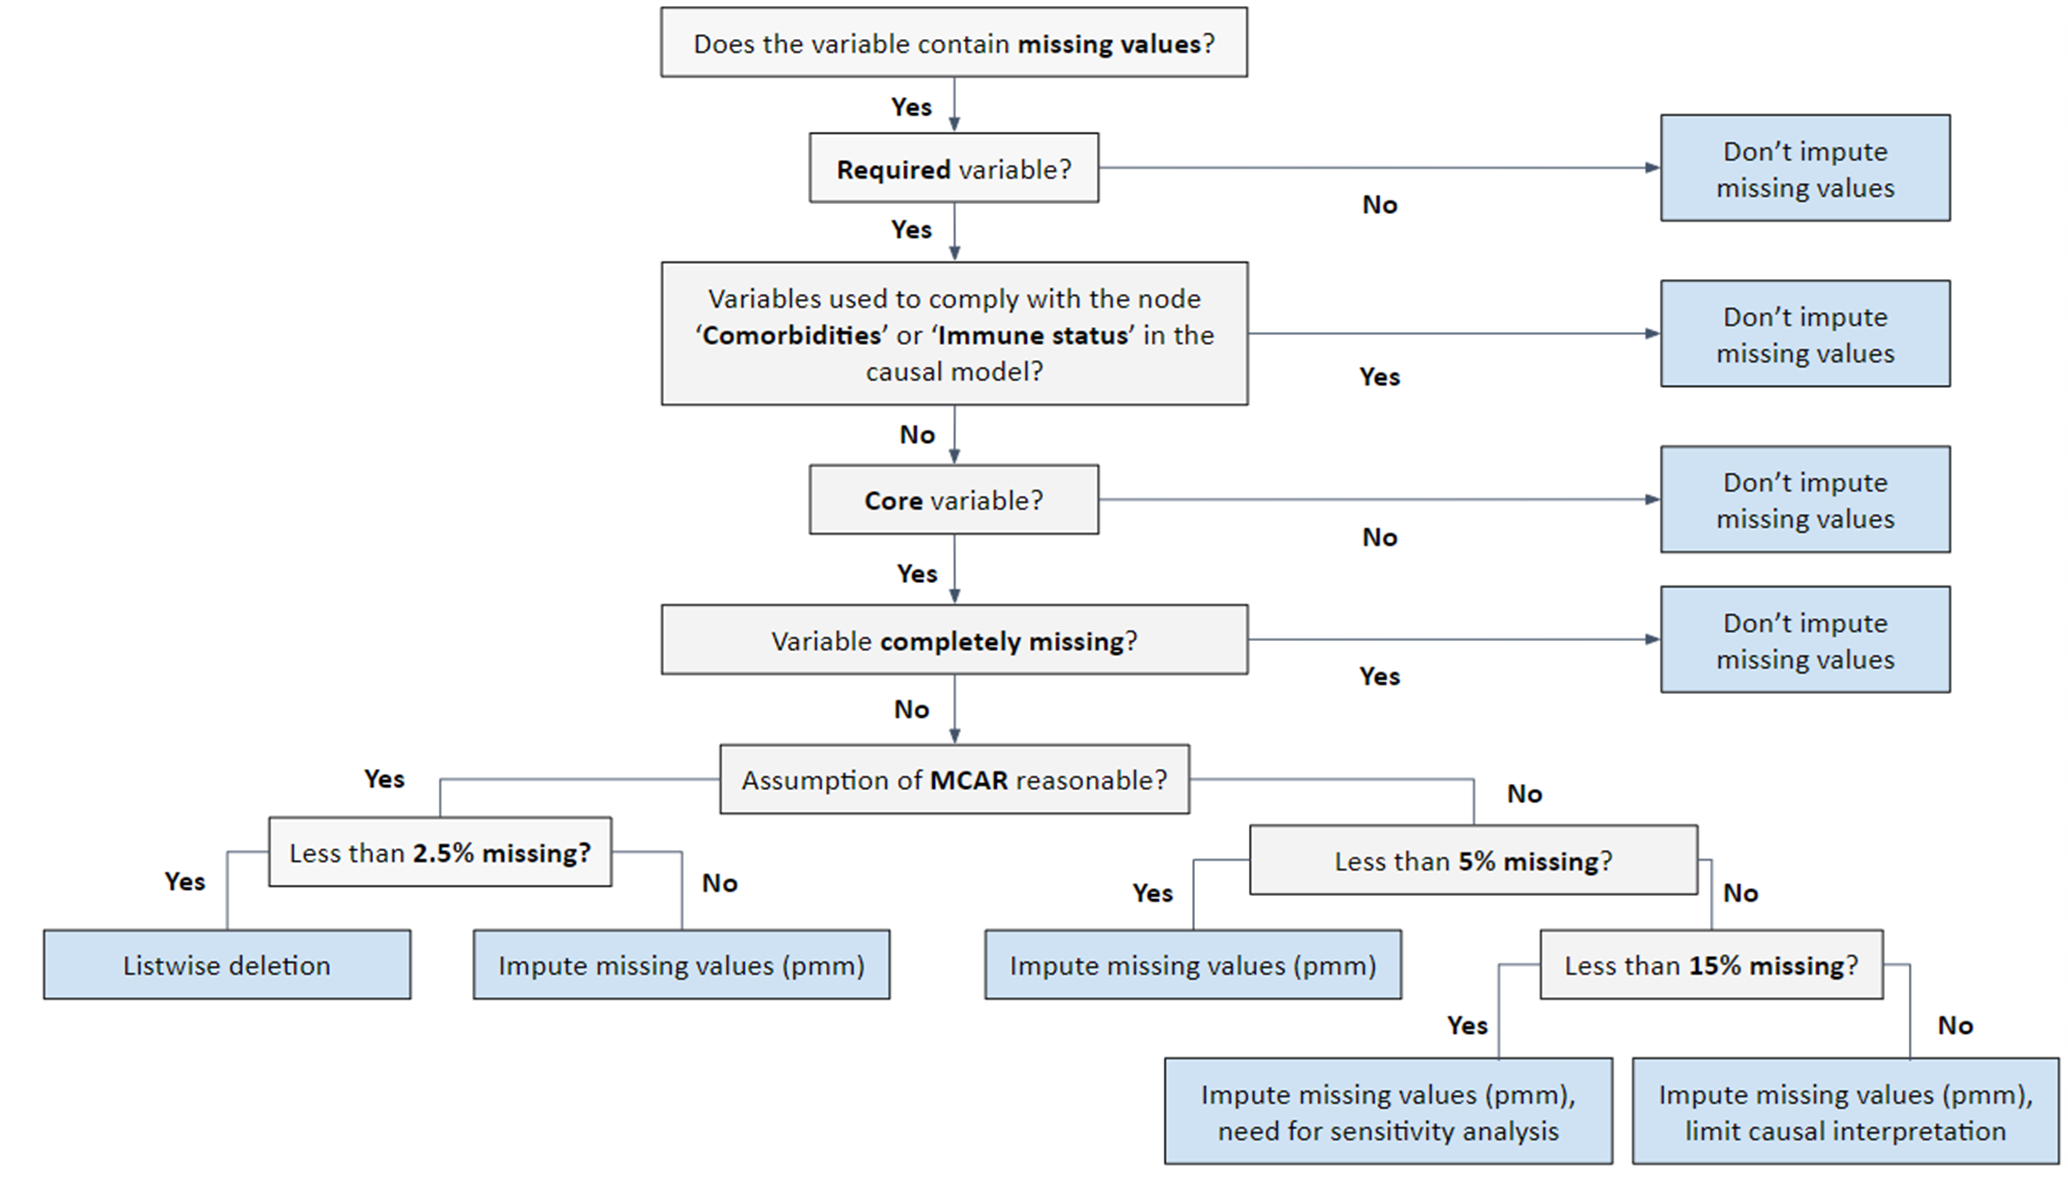 Does the variable contain missing values?
Yes
Required variable?
No
Don’t impute
missing values
Yes
Variables used to comply with the node
‘Comorbidities’ or ‘Immune status’ in the
causal model?
Yes
Don’t impute
missing values
No
Core variable?
No
Don’t impute
missing values
Yes
Variable completely missing?
Yes
Don’t impute
missing values
No
Assumption of MCAR reasonable?
Yes
No
Less than 2.5% missing?
Yes
No
Listwise deletion
Impute missing values (pmm)
Less than 5% missing?
Yes
No
Impute missing values (pmm)
Less than 15% missing?
Yes
No
Impute missing values (pmm),
need for sensitivity analysis
Impute missing values (pmm),
limit causal interpretation